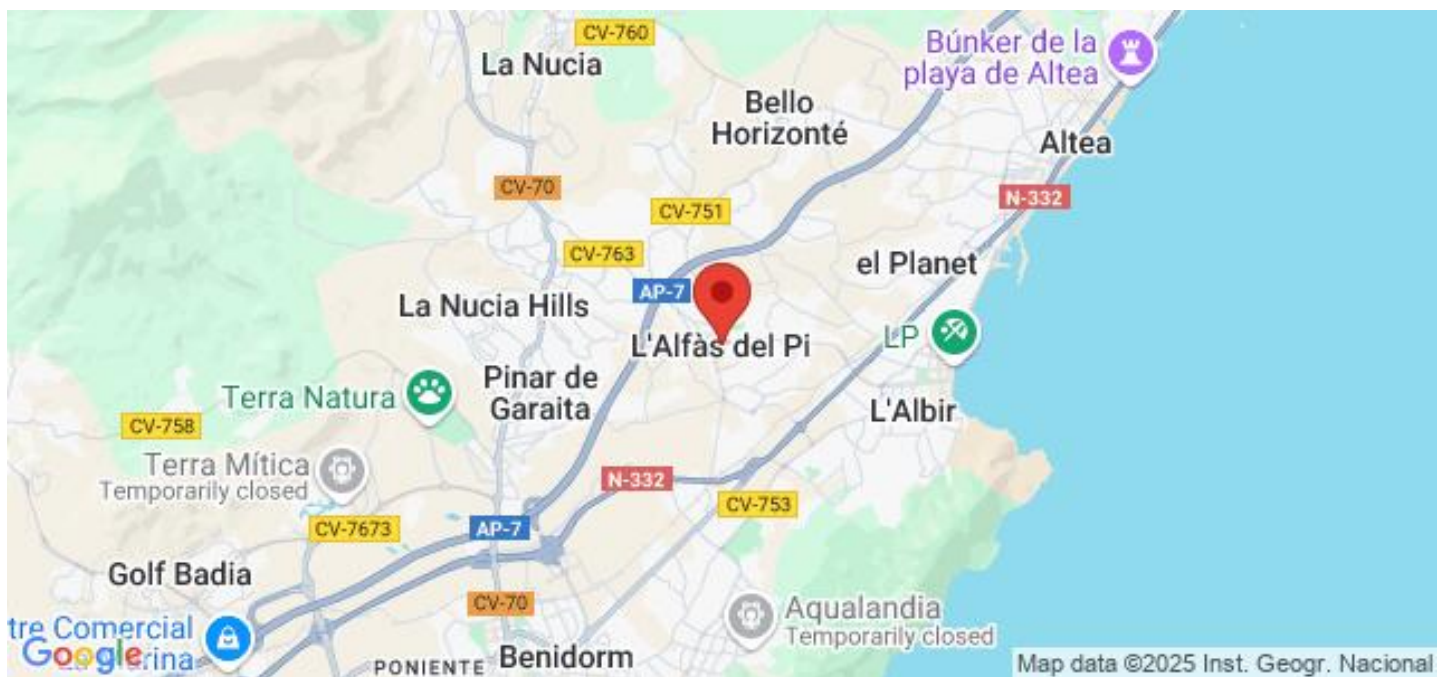 CV-760
La Nucia
Búnker de la
playa de Altea
Bello
Horizonté
Altea
CV-70
N-332
CV-751
CV-763
el Planet
AP-7
La Nucia Hills
L'Alfàs del Pi
LP
Pinar de
Garaita
Terra Natura
L'Albir
CV-758
Terra Mítica
Temporarily closed
N-332
CV-753
CV-7673
AP-7
Golf Badia
CV-70
Aqualandia
Temporarily closed
tre Comercial
Google
rina
PONIENTE
Benidorm
Map data ©2025 Inst. Geogr. Nacional